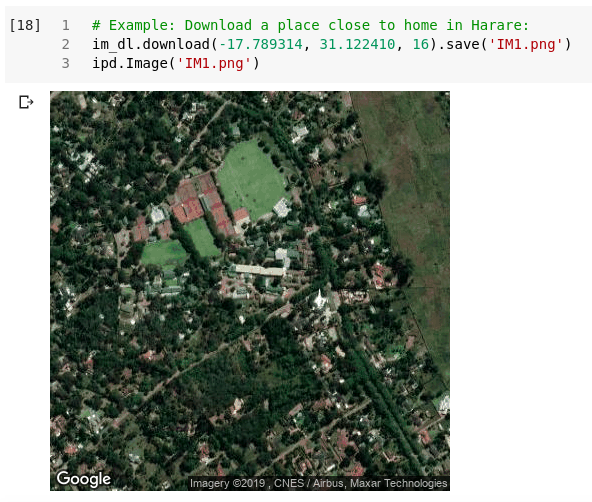 [18] 1 # Example: Download a place close to home in Harare:
2 im_dl.download(-17.789314, 31.122410, 16).save('IM1.png')
3 ipd.Image('IM1.png')
Google
Imagery ©2019 , CNES / Airbus, Maxar Technologies